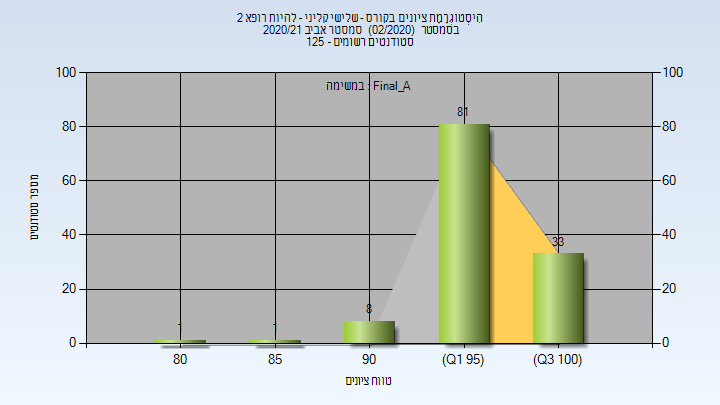 היסטוגרמת ציונים בקורס - שלישי קליני - להיות רופא 2
בסמסטר (02/2020) סמסטר אביב 2020/21
סטודנטים רשומים - 125
במשימה : Final_A
מספר סטודנטים
100
80
60
40
20
0
100
80
60
40
20
0
1
1
8
81
33
80
85
90
(Q1 95)
(Q3 100)
טווח ציונים